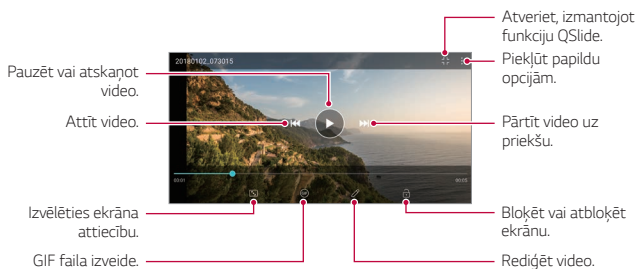 Atveriet, izmantojot
funkciju QSlide.
20180102_073015
Piekļūt papildu
opcijām.
Pauzēt vai atskaņot
video.
Attīt video.
Pārtīt video uz
priekšu.
00:01
00:05
GIF
Izvēlēties ekrāna
attiecību.
Bloķēt vai atbloķēt
ekrānu.
GIF faila izveide.
Rediģēt video.